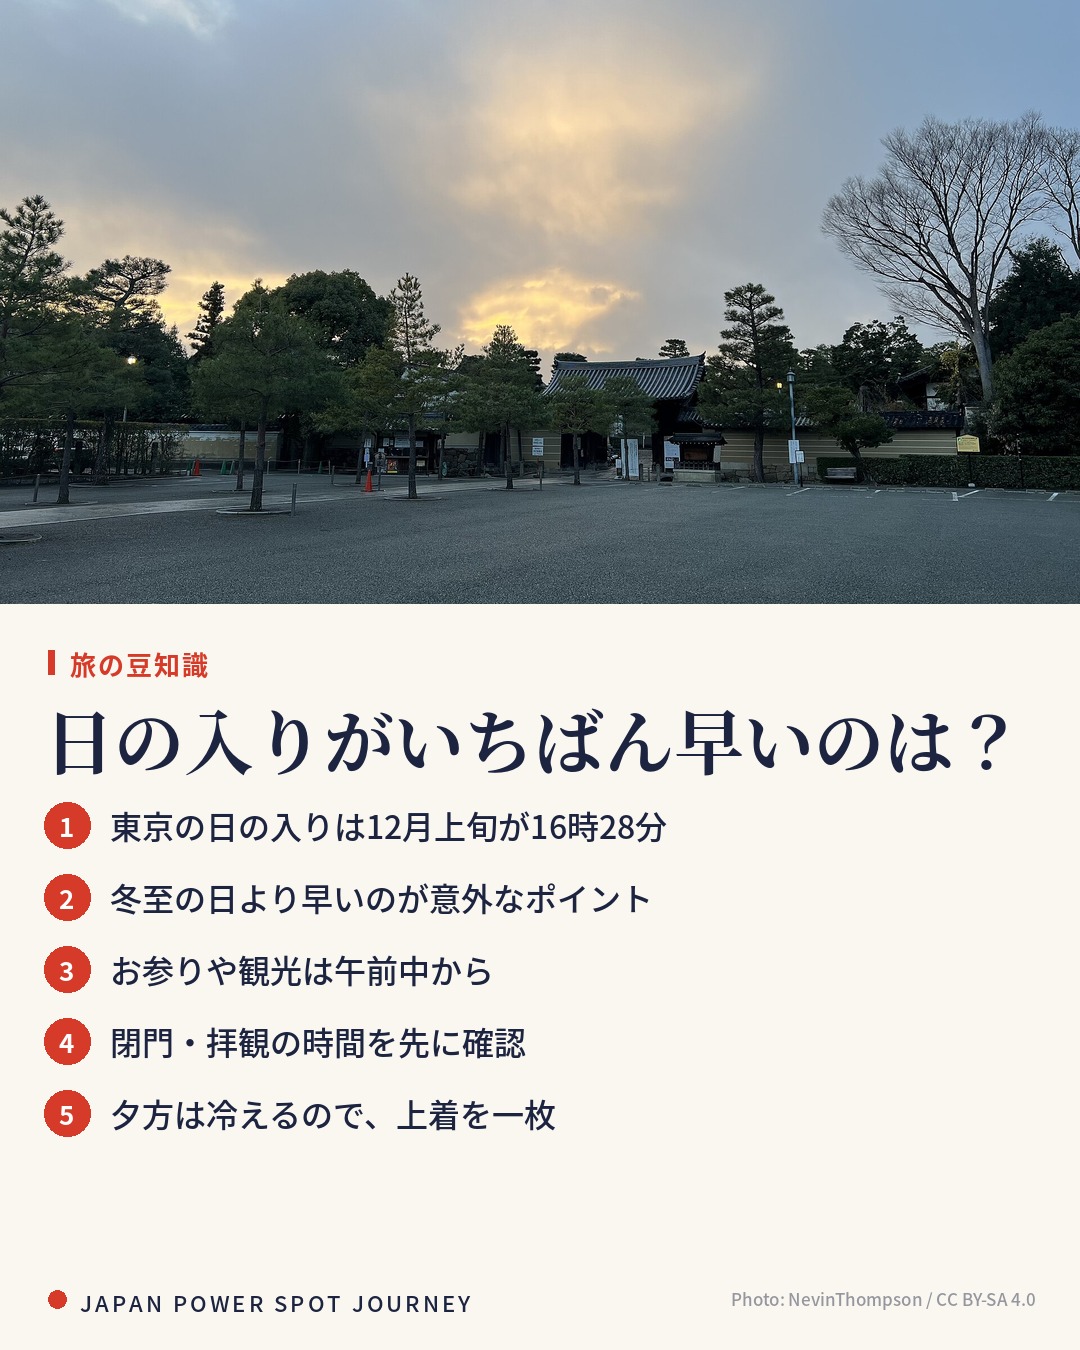 旅の豆知識
日の入りがいちばん早いのは？
1 東京の日の入りは12月上旬が16時28分
2 冬至の日より早いのが意外なポイント
3 お参りや観光は午前中から
4 閉門・拝観の時間を先に確認
5 夕方は冷えるので、上着を一枚
JAPAN POWER SPOT JOURNEY
Photo: NevinThompson / CC BY-SA 4.0